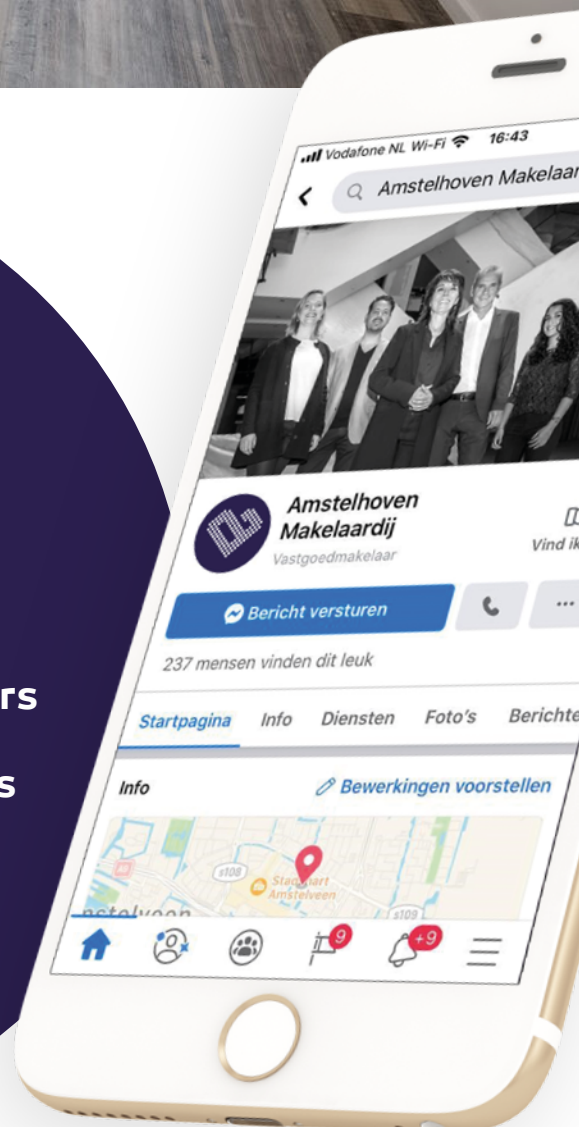 Vodafone NL Wi-Fi 16:43
Amstelhoven Makelaar
Amstelhoven
Makelaardij
Vastgoedmakelaar
Vind ik
Bericht versturen
237 mensen vinden dit leuk
rs
s
Startpagina Info Diensten Foto's Berichte
Info Bewerkingen voorstellen
s108
Stadshart
Amstelveen
s109
mstelveen
9 +9